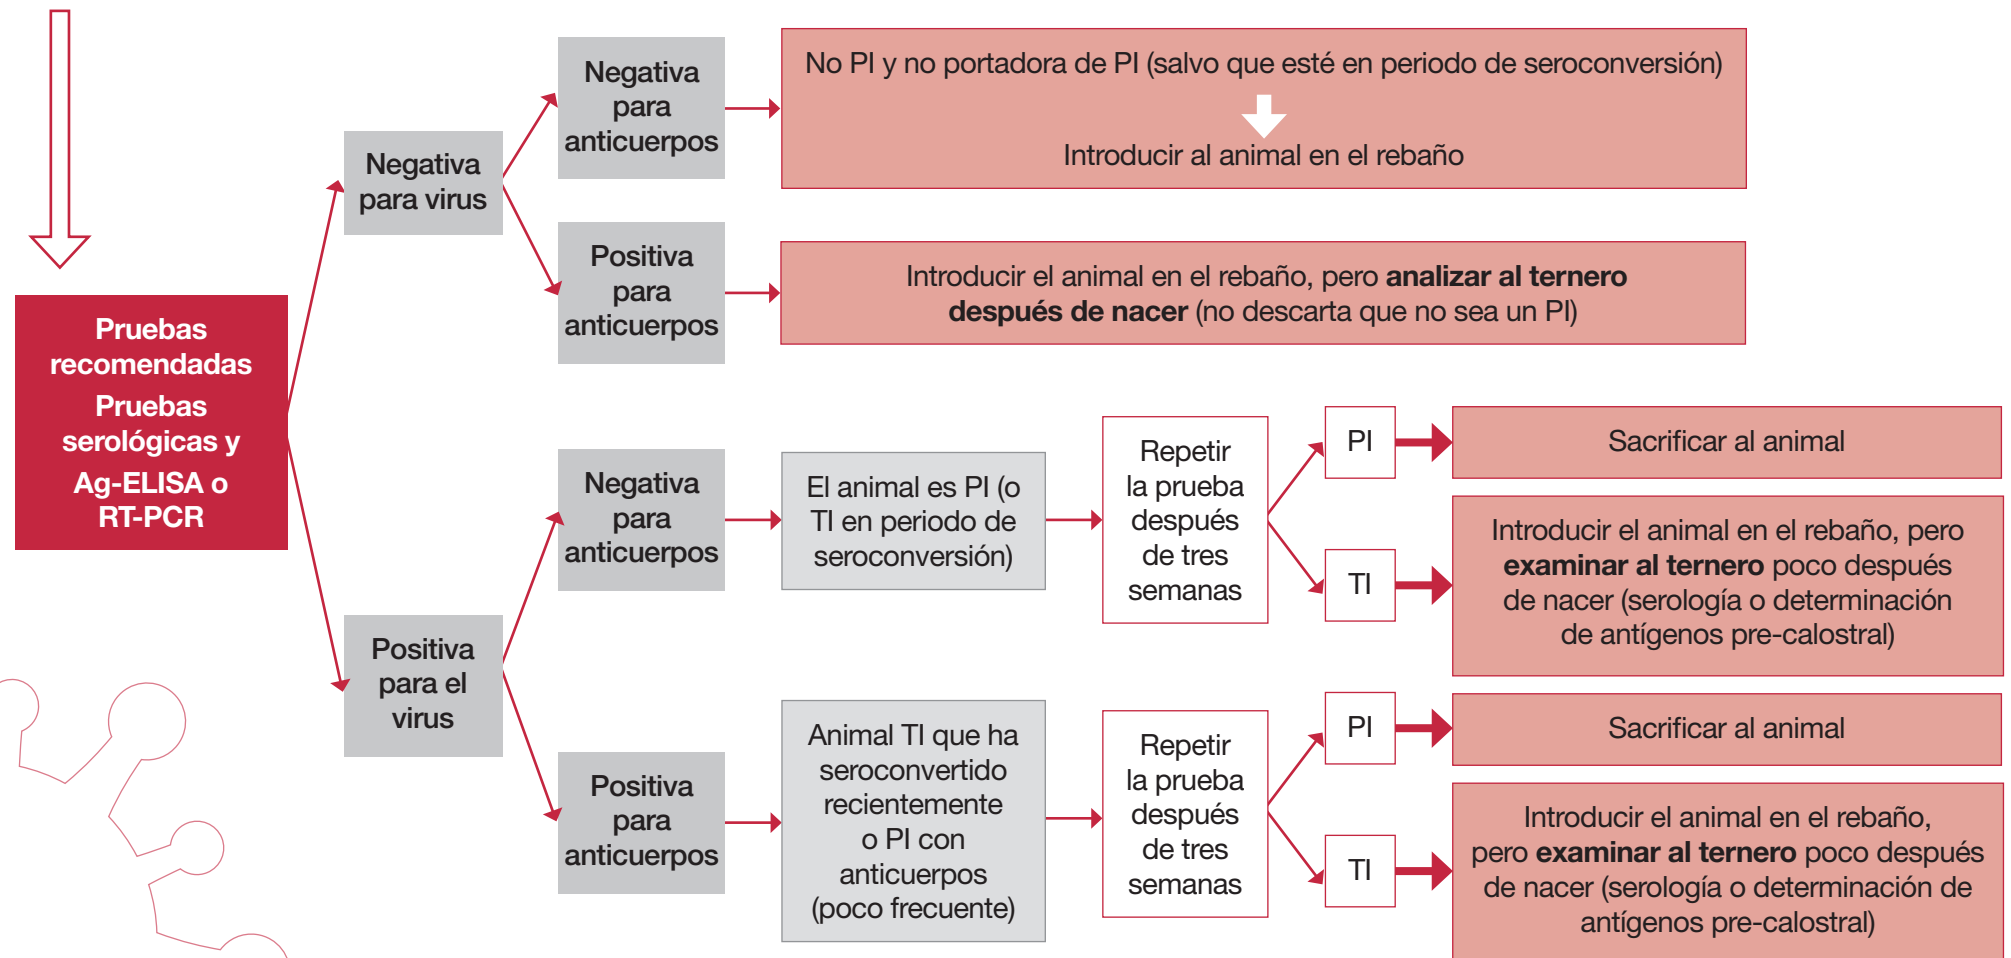 Pruebas
recomendadas
Pruebas
serológicas y
Ag-ELISA o
RT-PCR
Negativa
para virus
Negativa
para
anticuerpos
No PI y no portadora de PI (salvo que esté en periodo de seroconversión)
Introducir al animal en el rebaño
Positiva
para
anticuerpos
Introducir el animal en el rebaño, pero analizar al ternero
después de nacer (no descarta que no sea un PI)
Positiva
para el
virus
Negativa
para
anticuerpos
El animal es PI (o
TI en periodo de
seroconversión)
Repetir
la prueba
después
de tres
semanas
PI
Sacrificar al animal
TI
Introducir el animal en el rebaño, pero
examinar al ternero poco después
de nacer (serología o determinación
de antígenos pre-calostral)
Positiva
para
anticuerpos
Animal TI que ha
seroconvertido
recientemente
o PI con
anticuerpos
(poco frecuente)
Repetir
la prueba
después
de tres
semanas
PI
Sacrificar al animal
TI
Introducir el animal en el rebaño,
pero examinar al ternero poco después
de nacer (serología o determinación de
antígenos pre-calostral)